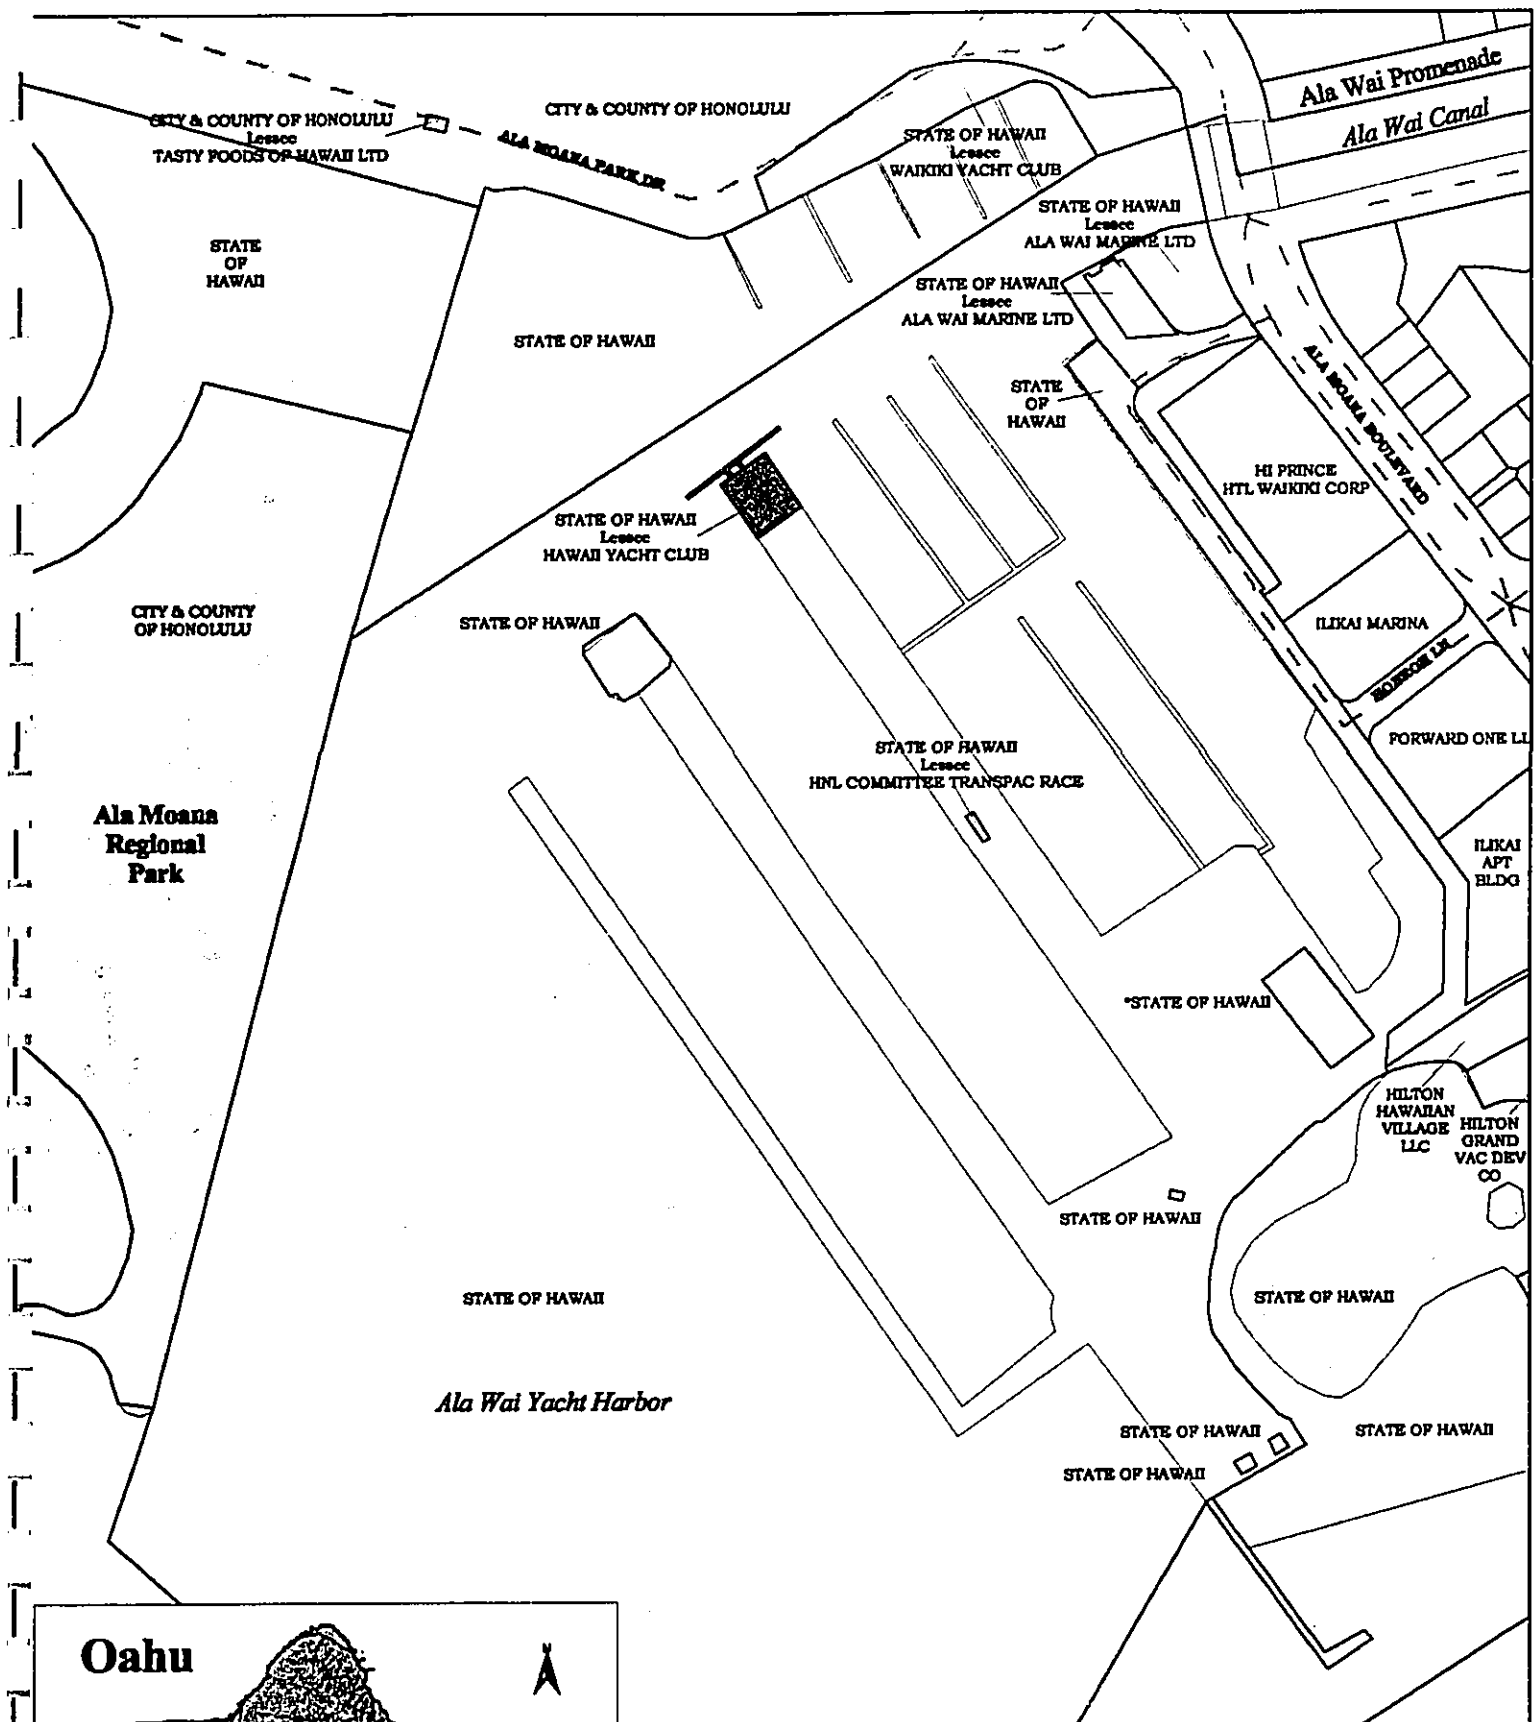 Ala Wai Promenade
Ala Wai Canal
CITY & COUNTY OF HONOLULU
Lessee
TASTY FOODS OF HAWAII LTD
CITY & COUNTY OF HONOLULU
ALA MOANA PARK DR
STATE OF HAWAII
Lessee
WAIKIKI YACHT CLUB
STATE OF HAWAII
Lessee
ALA WAI MARINE LTD
STATE
OF
HAWAII
STATE OF HAWAII
Lessee
ALA WAI MARINE LTD
STATE OF HAWAII
STATE
OF
HAWAII
ALA MOANA BOULEVARD
HI PRINCE
HTL WAIKIKI CORP
STATE OF HAWAII
Lessee
HAWAII YACHT CLUB
CITY & COUNTY
OF HONOLULU
STATE OF HAWAII
ILIKAI MARINA
HOBRON LN
FORWARD ONE LL
STATE OF HAWAII
Lessee
HNL COMMITTEE TRANSPAC RACE
Ala Moana
Regional
Park
ILIKAI
APT
BLDG
*STATE OF HAWAII
HILTON
HAWAIIAN
VILLAGE
LLC
HILTON
GRAND
VAC DEV
CO
STATE OF HAWAII
STATE OF HAWAII
STATE OF HAWAII
Ala Wai Yacht Harbor
STATE OF HAWAII
STATE OF HAWAII
STATE OF HAWAII
Oahu
N